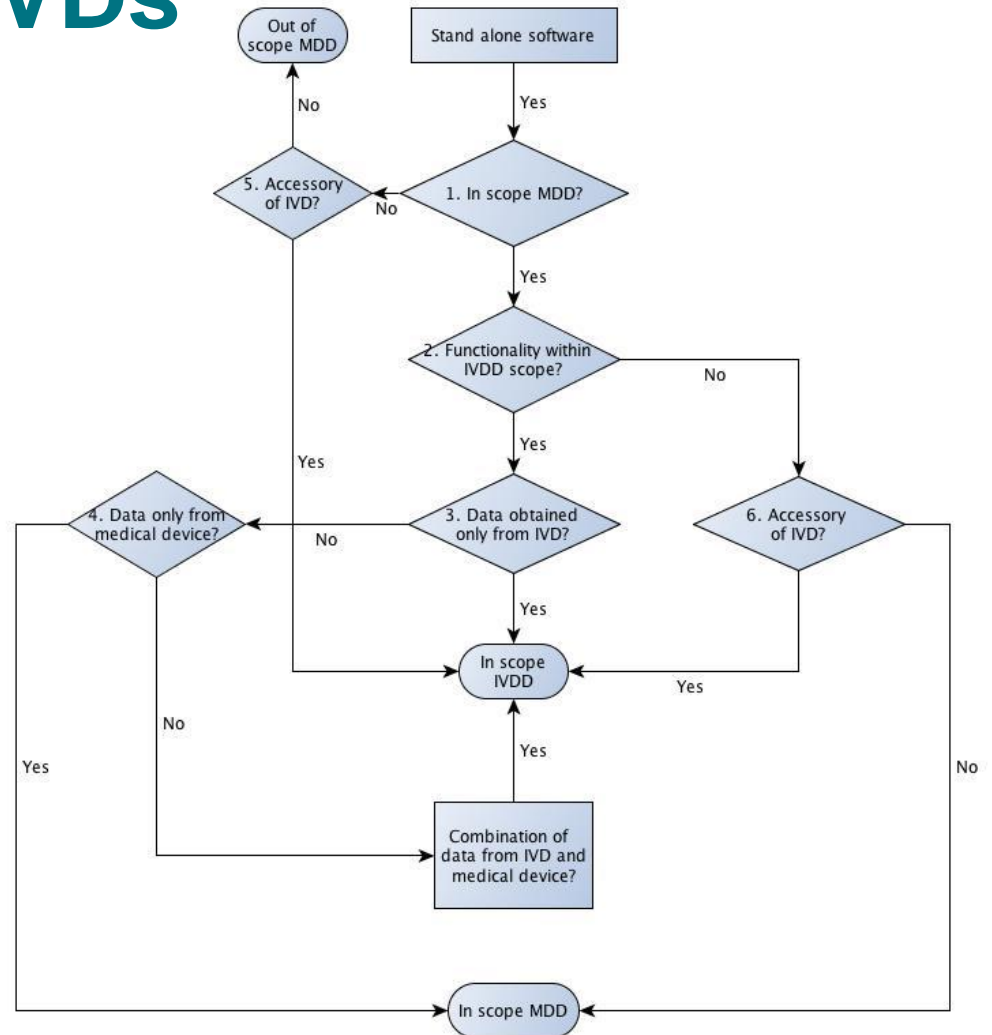 VDs
Out of
scope MDD
Stand alone software
No
Yes
5. Accessory
of IVD?
No
1. In scope MDD?
Yes
2. Functionality within
IVDD scope?
No
Yes
Yes
4. Data only from
medical device?
No
3. Data obtained
only from IVD?
6. Accessory
of IVD?
Yes
In scope
IVDD
Yes
No
Yes
Yes
No
Combination of
data from IVD and
medical device?
In scope MDD